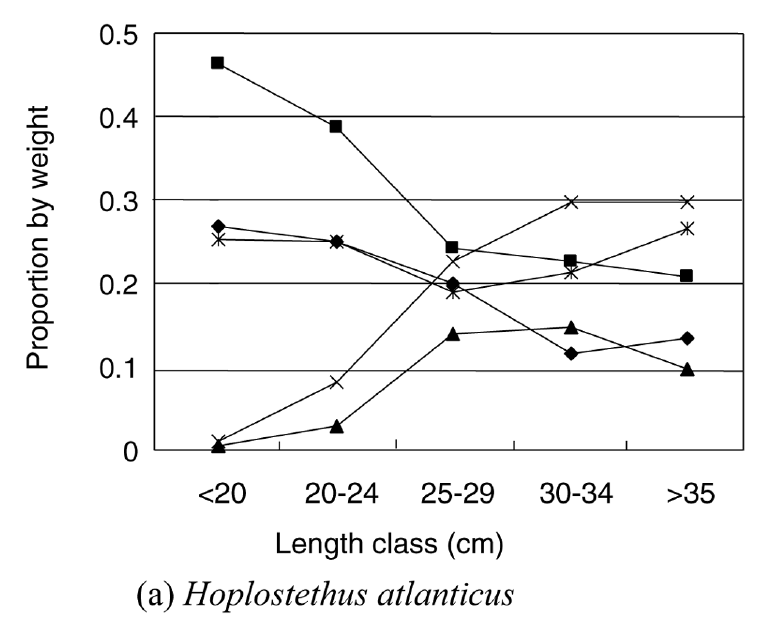 0.5
0.4
0.3
0.2
0.1
0
Proportion by weight
<20 20-24 25-29 30-34 >35
Length class (cm)
(a) Hoplostethus atlanticus